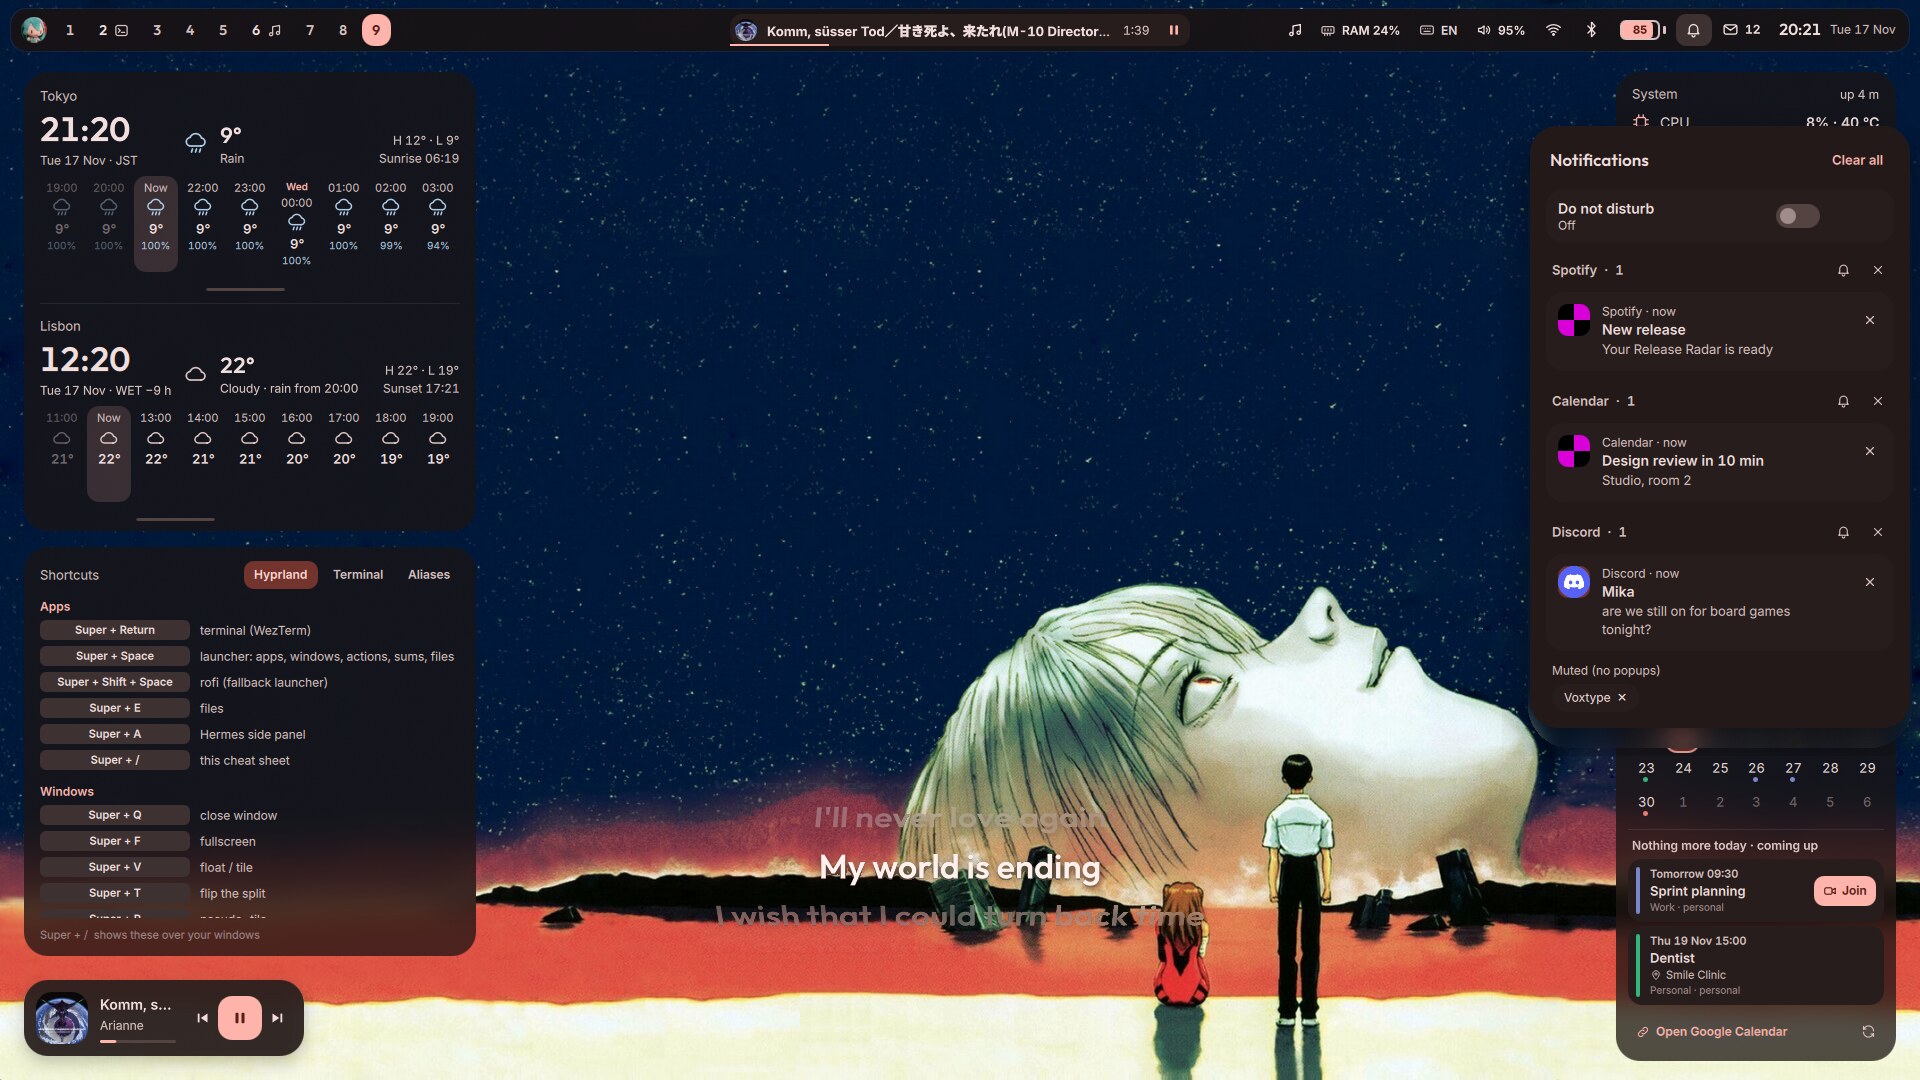 1 2 3 4 5 6 7 8 9
Komm, süsser Tod／甘き死よ、来たれ(M-10 Director... 1:39
RAM 24% EN 95% 85 12 20:21 Tue 17 Nov
Tokyo
21:20
Tue 17 Nov · JST
9°
Rain
H 12° · L 9°
Sunrise 06:19
19:00 20:00 Now 22:00 23:00 Wed 00:00 01:00 02:00 03:00
9° 9° 9° 9° 9° 9° 9° 9° 9°
100% 100% 100% 100% 100% 100% 100% 99% 94%
Lisbon
12:20
Tue 17 Nov · WET −9 h
22°
Cloudy · rain from 20:00
H 22° · L 19°
Sunset 17:21
11:00 Now 13:00 14:00 15:00 16:00 17:00 18:00 19:00
21° 22° 22° 21° 21° 20° 20° 19° 19°
Shortcuts Hyprland Terminal Aliases
Apps
Super + Return terminal (WezTerm)
Super + Space launcher: apps, windows, actions, sums, files
Super + Shift + Space rofi (fallback launcher)
Super + E files
Super + A Hermes side panel
Super + / this cheat sheet
Windows
Super + Q close window
Super + F fullscreen
Super + V float / tile
Super + T flip the split
Super + / shows these over your windows
Komm, s...
Arianne
I'll never love again
My world is ending
I wish that I could turn back time
System up 4 m
CPU 8% · 40 °C
Notifications Clear all
Do not disturb
Off
Spotify · 1
Spotify · now
New release
Your Release Radar is ready
Calendar · 1
Calendar · now
Design review in 10 min
Studio, room 2
Discord · 1
Discord · now
Mika
are we still on for board games
tonight?
Muted (no popups)
Voxtype ✕
23 24 25 26 27 28 29
30 1 2 3 4 5 6
Nothing more today · coming up
Tomorrow 09:30
Sprint planning
Work · personal
Join
Thu 19 Nov 15:00
Dentist
Smile Clinic
Personal · personal
Open Google Calendar